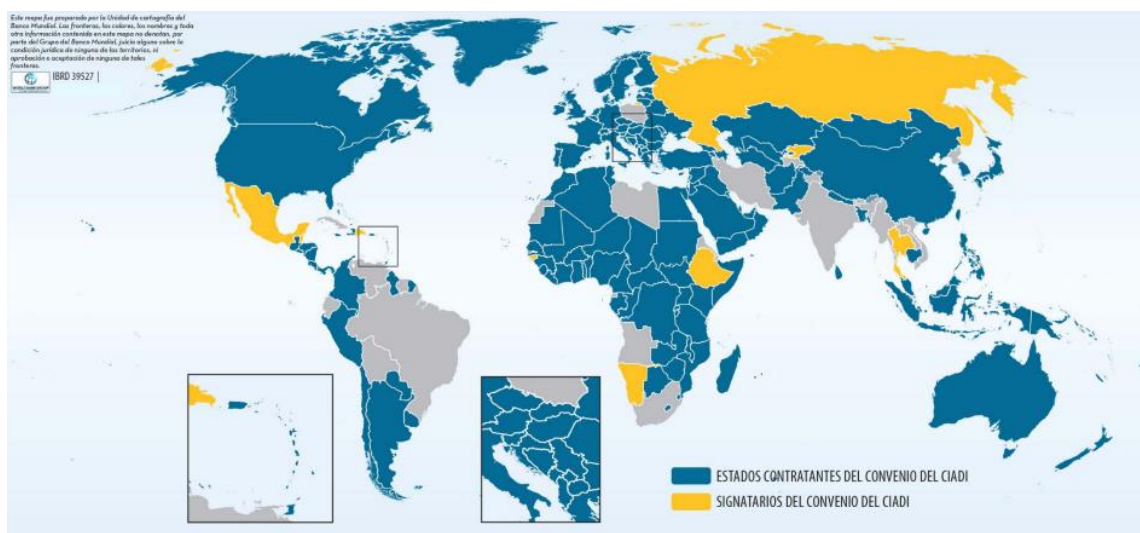 Este mapa fue preparado por la Unidad de cartografía del
Banco Mundial. Las fronteras, los colores, los nombres y toda
otra información contenida en este mapa no denotan, por
parte del Grupo del Banco Mundial, juicio alguno sobre la
condición jurídica de ninguno de los territorios, ni
aprobación o aceptación de ninguna de tales
fronteras.
IBRD 39527 |
WORLD BANK GROUP
ESTADOS CONTRATANTES DEL CONVENIO DEL CIADI
SIGNATARIOS DEL CONVENIO DEL CIADI